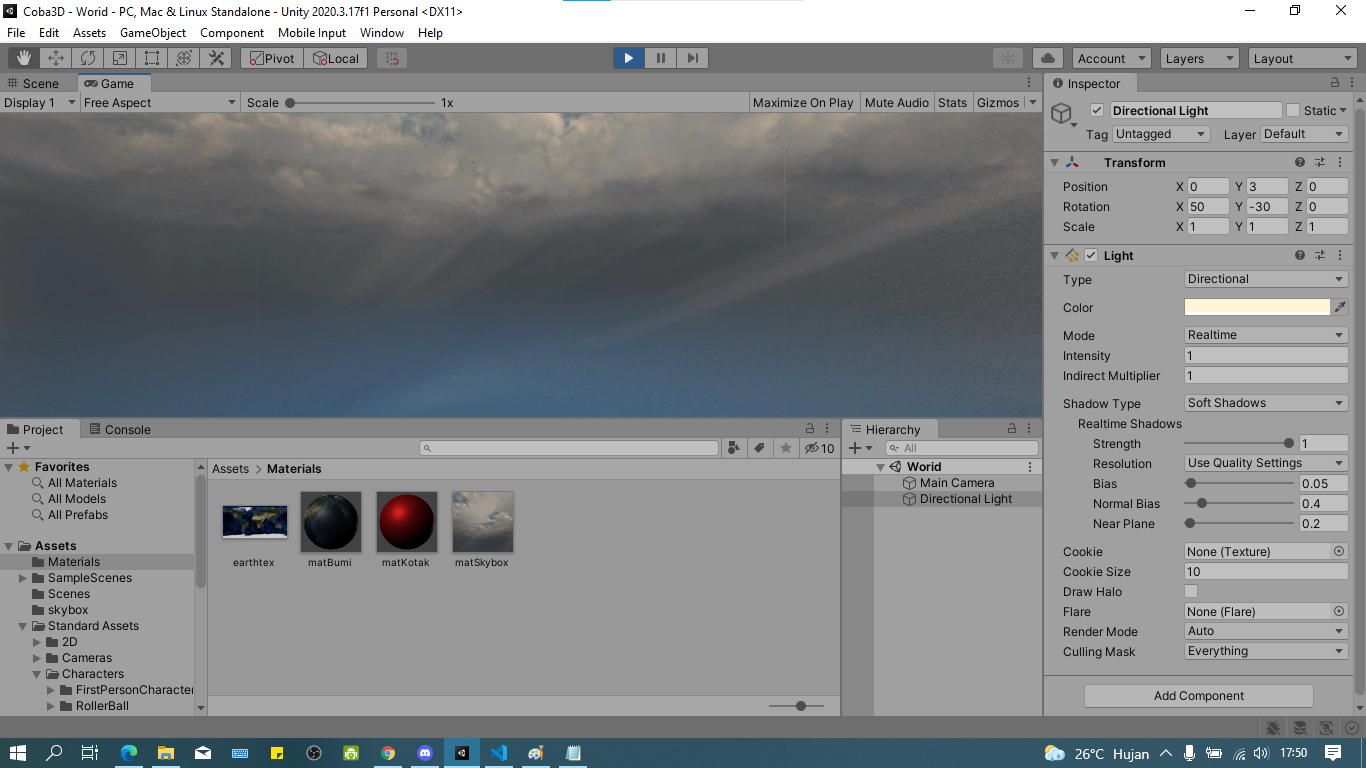 Coba3D - World - PC, Mac & Linux Standalone - Unity 2020.3.17f1 Personal <DX11>
File Edit Assets GameObject Component Mobile Input Window Help
Pivot Local Account Layers Layout
Scene Game
Display 1 Free Aspect Scale 1x Maximize On Play Mute Audio Stats Gizmos
Project Console
10
Favorites
All Materials
All Models
All Prefabs
Assets
Materials
SampleScenes
Scenes
skybox
Standard Assets
2D
Cameras
Characters
FirstPersonCharacter
RollerBall
Assets > Materials
earthtex matBumi matKotak matSkybox
Hierarchy
All
World
Main Camera
Directional Light
Inspector
Directional Light Static
Tag Untagged Layer Default
Transform
Position X 0 Y 3 Z 0
Rotation X 50 Y -30 Z 0
Scale X 1 Y 1 Z 1
Light
Type Directional
Color
Mode Realtime
Intensity 1
Indirect Multiplier 1
Shadow Type Soft Shadows
Realtime Shadows
Strength 1
Resolution Use Quality Settings
Bias 0.05
Normal Bias 0.4
Near Plane 0.2
Cookie None (Texture)
Cookie Size 10
Draw Halo
Flare None (Flare)
Render Mode Auto
Culling Mask Everything
Add Component
26°C Hujan 17:50